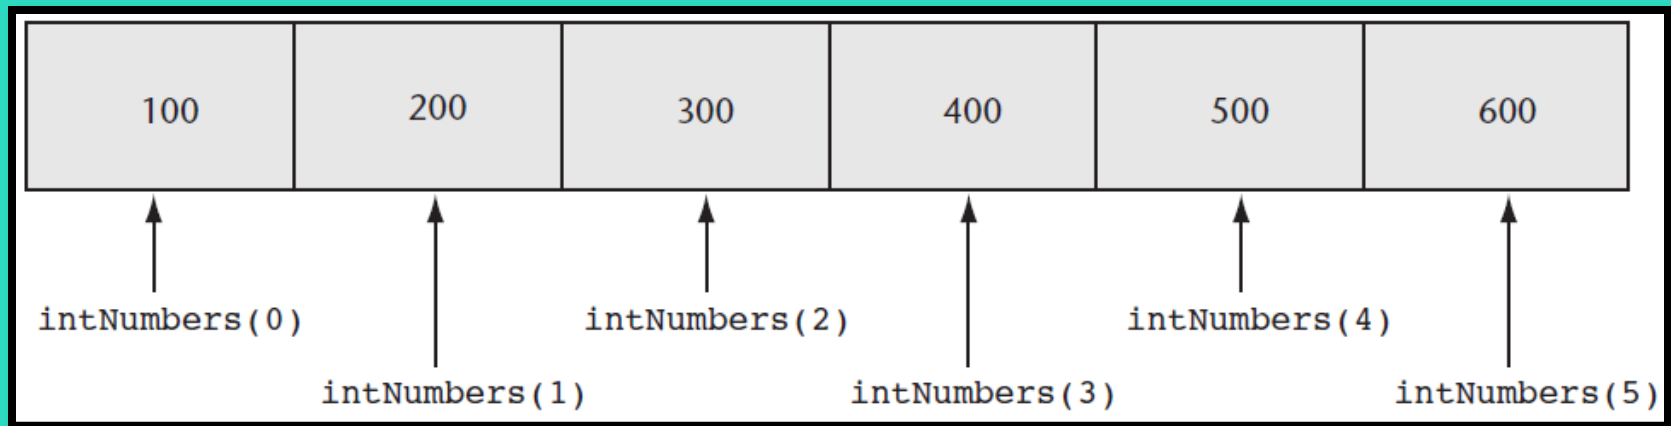 100 200 300 400 500 600
intNumbers(0) intNumbers(2) intNumbers(4)
intNumbers(1) intNumbers(3) intNumbers(5)